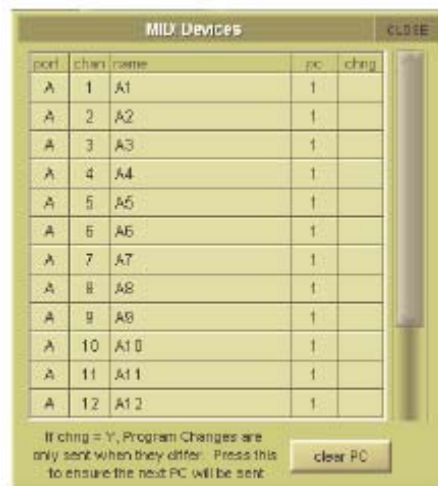 MIDI Devices CLOSE
port chan name pc chng
A 1 A1 1
A 2 A2 1
A 3 A3 1
A 4 A4 1
A 5 A5 1
A 6 A6 1
A 7 A7 1
A 8 A8 1
A 9 A9 1
A 10 A10 1
A 11 A11 1
A 12 A12 1
If chng = Y, Program Changes are
only sent when they differ. Press this
to ensure the next PC will be sent
clear PC